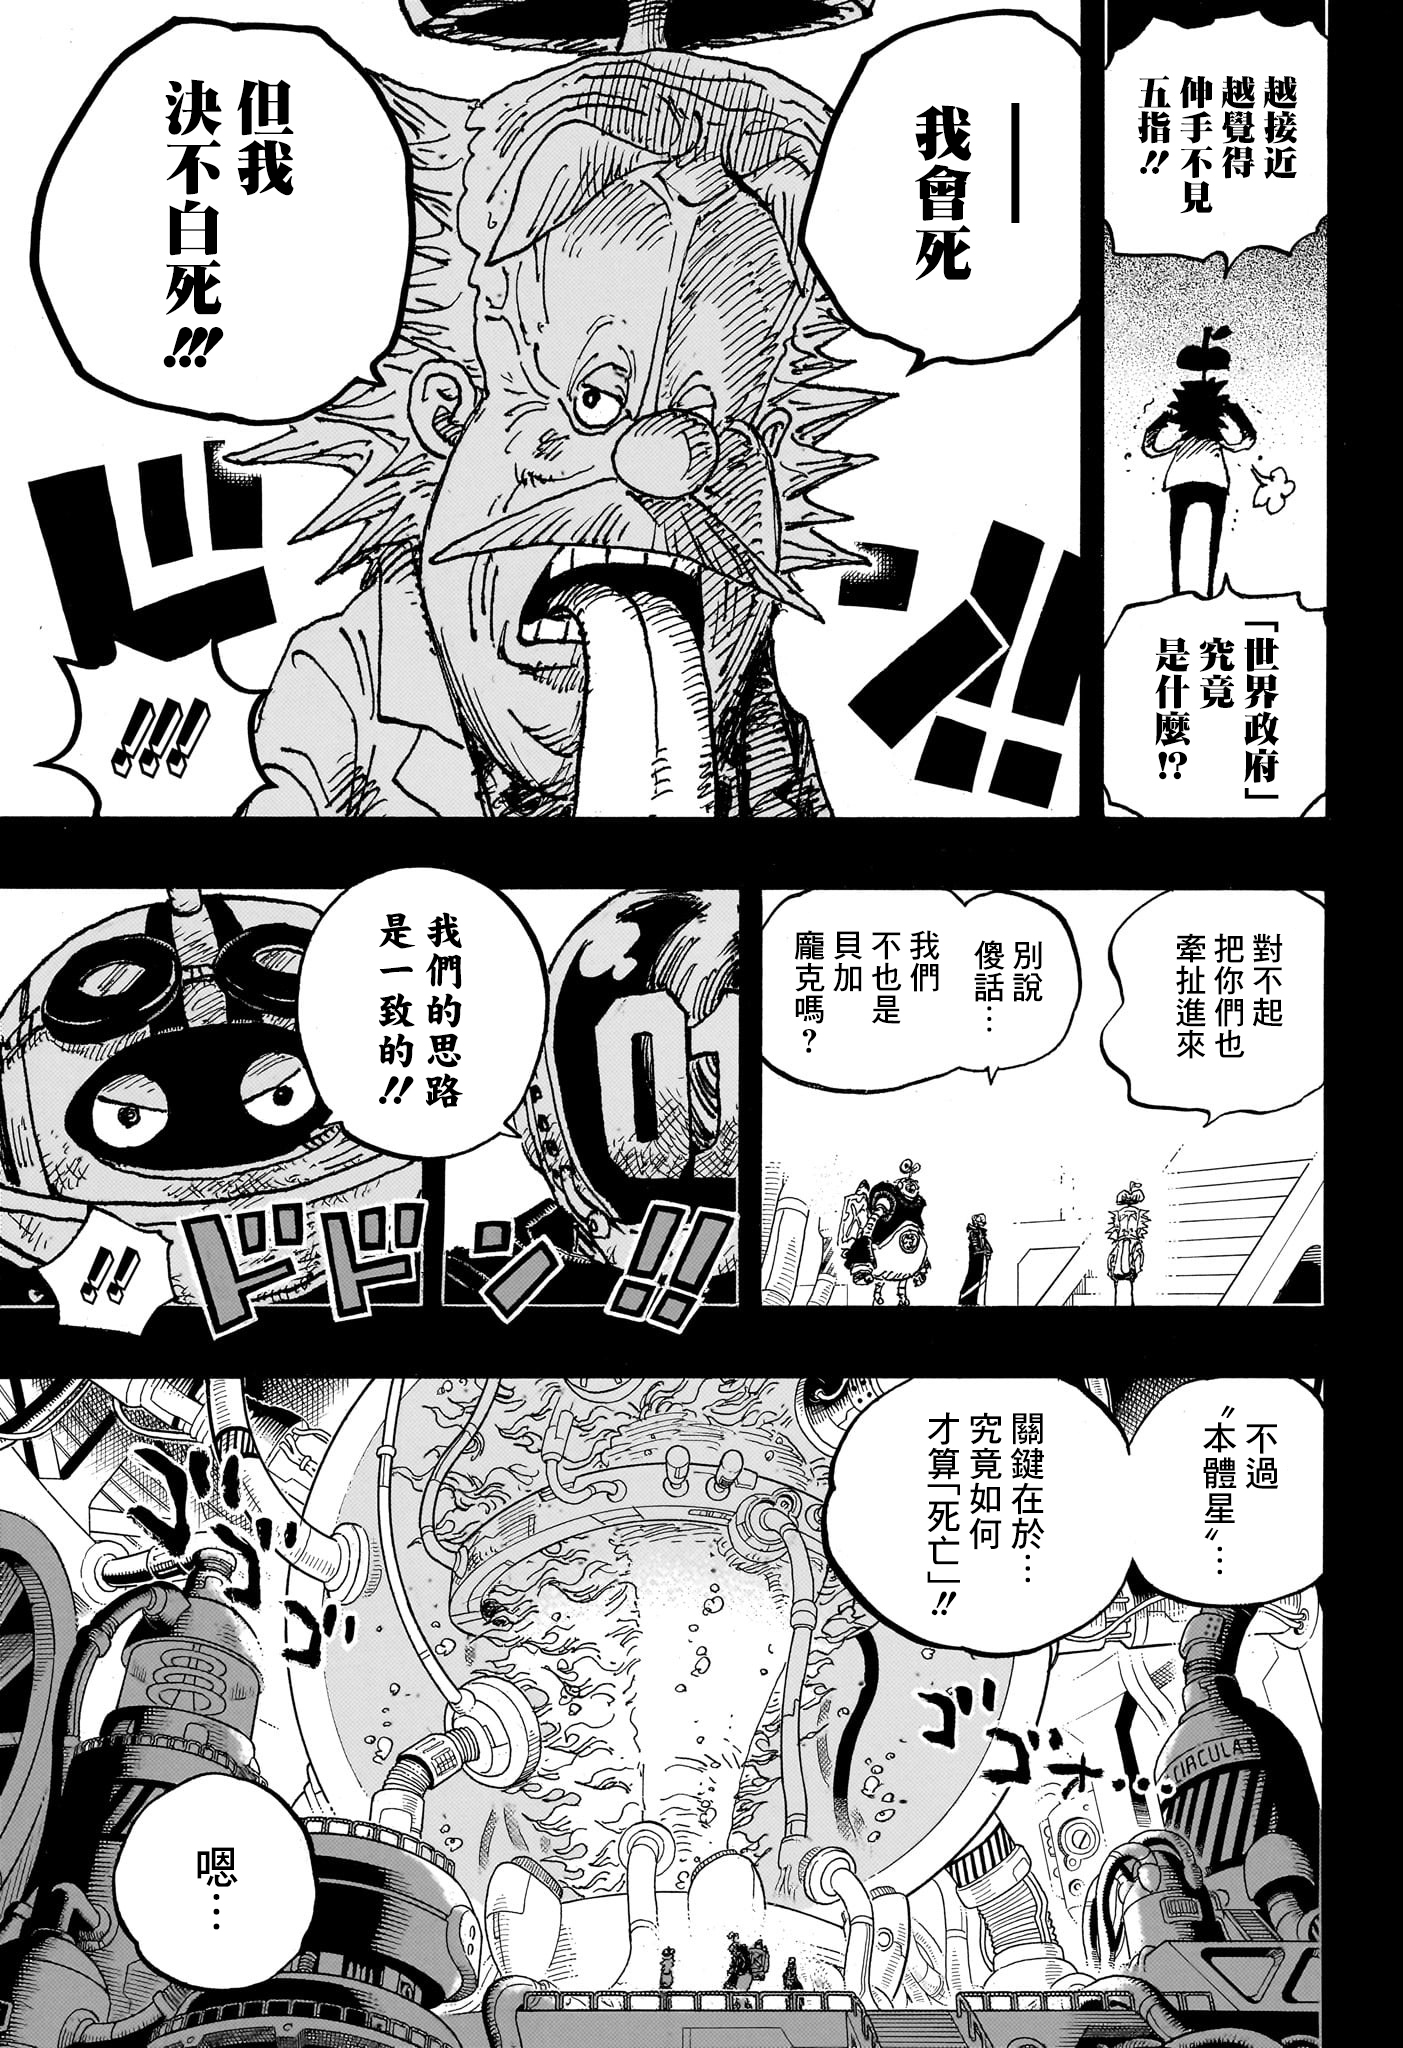 越接近
越覺得
伸手不見
五指!!
「世界政府」
究竟
是什麼!?
——
我會死
但我
決不白死!!!
ドン!!
!!!
對不起
把你們也
牽扯進來
別說
傻話…
我們
不也是
貝加
龐克嗎?
我們的思路
是一致的!!
ドドン!!
!!
不過
〝本體星〞…
關鍵在於…
究竟如何
才算「死亡」!!
ゴゴゴゴ
ゴゴォ…
CIRCULAT
嗯…